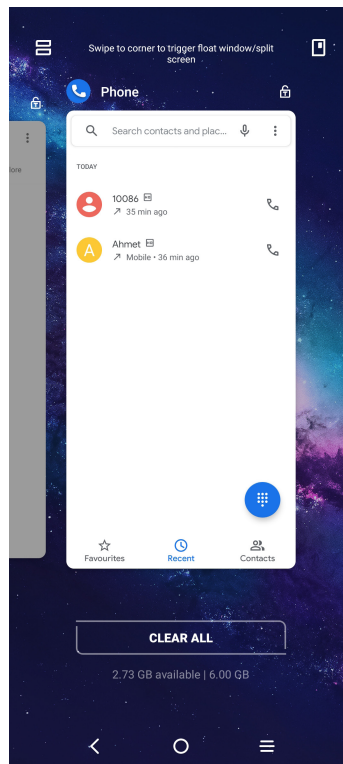 Swipe to corner to trigger float window/split
screen
Phone
lore
Search contacts and plac...
TODAY
10086
35 min ago
A
Ahmet
Mobile • 36 min ago
Favourites
Recent
Contacts
CLEAR ALL
2.73 GB available | 6.00 GB